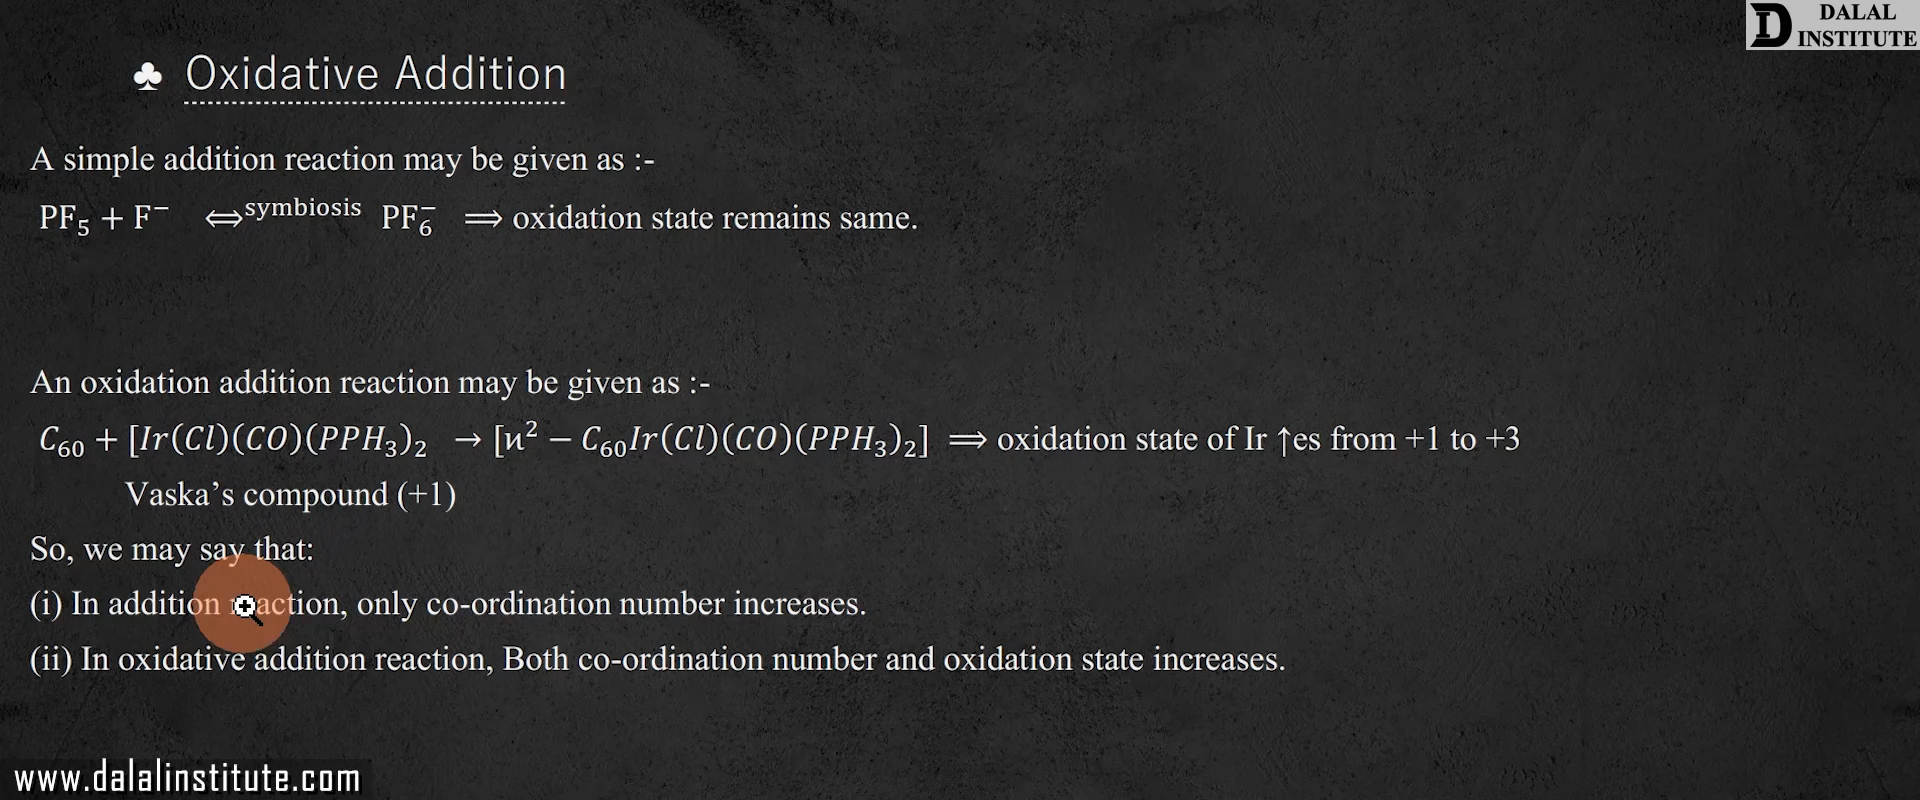 DALAL
INSTITUTE
♣ Oxidative Addition
A simple addition reaction may be given as :-
PF₅ + F⁻ ⇔ symbiosis PF₆⁻ ⟹ oxidation state remains same.
An oxidation addition reaction may be given as :-
C₆₀ + [Ir(Cl)(CO)(PPH₃)₂ → [ᴎ² − C₆₀Ir(Cl)(CO)(PPH₃)₂] ⟹ oxidation state of Ir ↑es from +1 to +3
Vaska’s compound (+1)
So, we may say that:
(i) In addition reaction, only co-ordination number increases.
(ii) In oxidative addition reaction, Both co-ordination number and oxidation state increases.
www.dalalinstitute.com